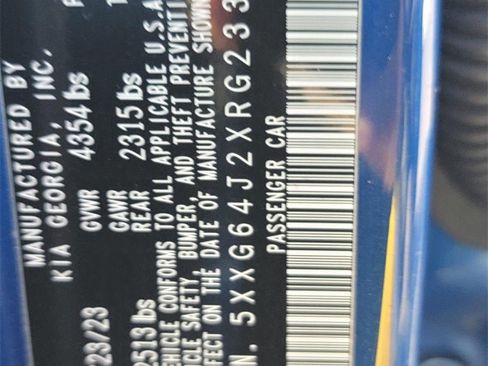 MANUFACTURED BY
KIA GEORGIA, INC.
GVWR
4354 lbs
23/23 GAWR
REAR
2513 lbs 2315 lbs
VEHICLE CONFORMS TO ALL APPLICABLE U.S.A
VEHICLE SAFETY, BUMPER, AND THEFT PREVENTI
EFFECT ON THE DATE OF MANUFACTURE SHOWN
N. 5XXG64J2XRG233
PASSENGER CAR